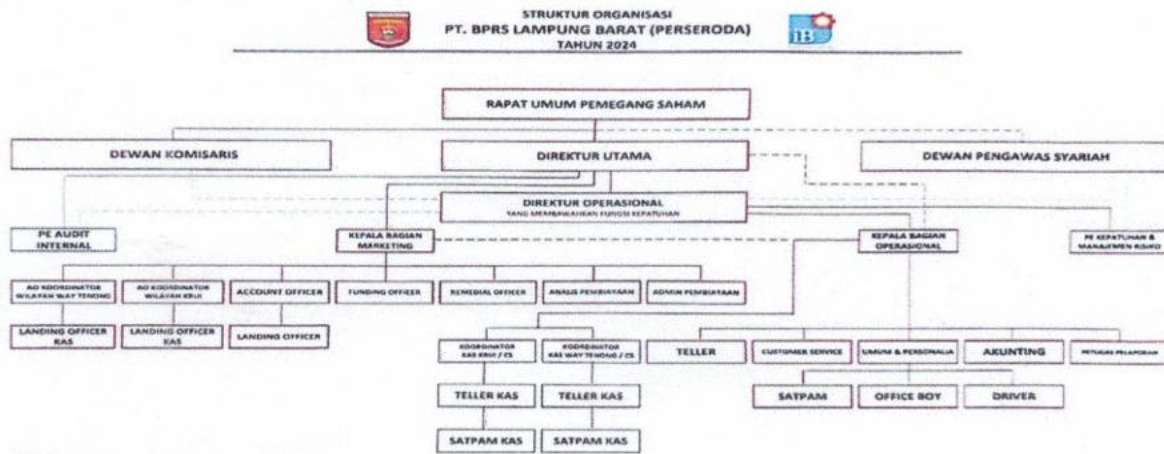 STRUKTUR ORGANISASI
PT. BPRS LAMPUNG BARAT (PERSERODA)
TAHUN 2024
iB
RAPAT UMUM PEMEGANG SAHAM
DEWAN KOMISARIS
DIREKTUR UTAMA
DEWAN PENGAWAS SYARIAH
DIREKTUR OPERASIONAL
YANG MEMBAWAHKAN FUNGSI KEPATUHAN
PE AUDIT
INTERNAL
KEPALA BAGIAN
MARKETING
KEPALA BAGIAN
OPERASIONAL
PE KEPATUHAN &
MANAJEMEN RISIKO
AO KOORDINATOR
WILAYAH WAY TENONG
AO KOORDINATOR
WILAYAH KRUI
ACCOUNT OFFICER
FUNDING OFFICER
REMEDIAL OFFICER
ANALIS PEMBIAYAAN
ADMIN PEMBIAYAAN
LANDING OFFICER
KAS
LANDING OFFICER
KAS
LANDING OFFICER
KOORDINATOR
KAS KRUI / CS
KOORDINATOR
KAS WAY TENONG / CS
TELLER
CUSTOMER SERVICE
UMUM & PERSONALIA
AKUNTING
PETUGAS PELAPORAN
TELLER KAS
TELLER KAS
SATPAM
OFFICE BOY
DRIVER
SATPAM KAS
SATPAM KAS